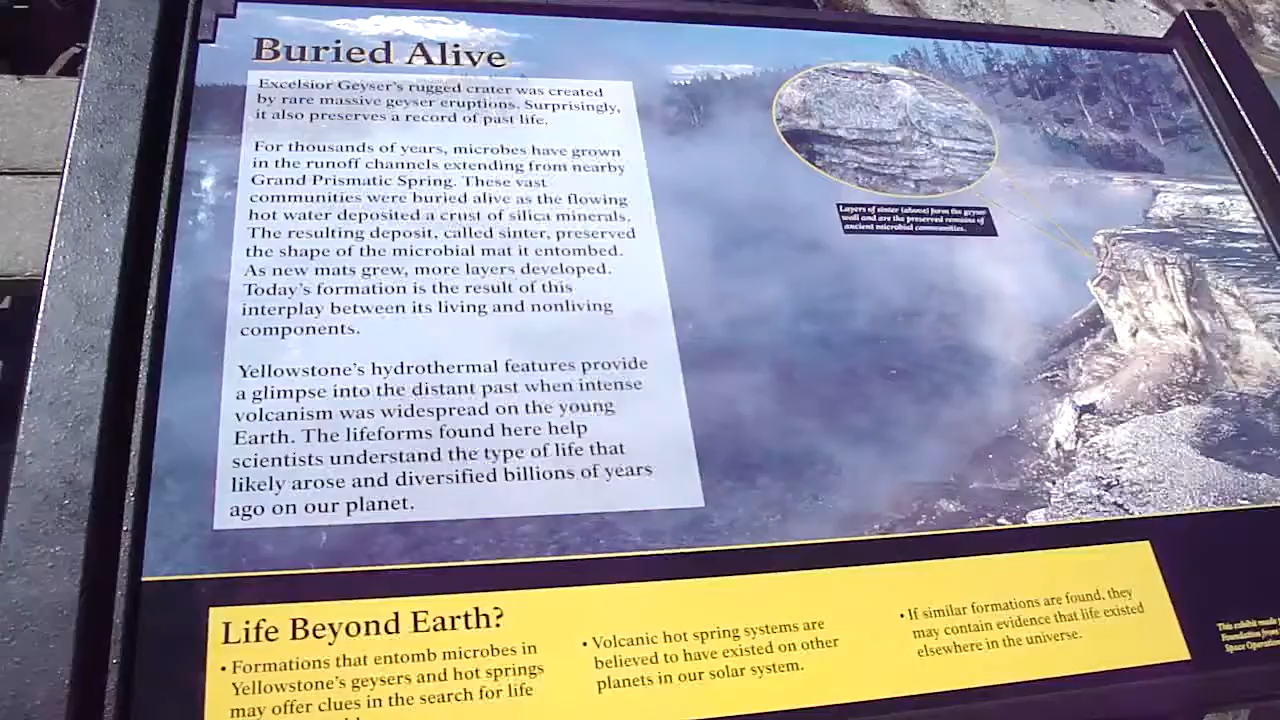 Buried Alive
Excelsior Geyser's rugged crater was created
by rare massive geyser eruptions. Surprisingly,
it also preserves a record of past life.
For thousands of years, microbes have grown
in the runoff channels extending from nearby
Grand Prismatic Spring. These vast
communities were buried alive as the flowing
hot water deposited a crust of silica minerals.
The resulting deposit, called sinter, preserved
the shape of the microbial mat it entombed.
As new mats grew, more layers developed.
Today's formation is the result of this
interplay between its living and nonliving
components.
Yellowstone's hydrothermal features provide
a glimpse into the distant past when intense
volcanism was widespread on the young
Earth. The lifeforms found here help
scientists understand the type of life that
likely arose and diversified billions of years
ago on our planet.
Layers of sinter (above) form the geyser
wall and are the preserved remains of
ancient microbial communities.
Life Beyond Earth?
• Formations that entomb microbes in
Yellowstone's geysers and hot springs
may offer clues in the search for life
• Volcanic hot spring systems are
believed to have existed on other
planets in our solar system.
• If similar formations are found, they
may contain evidence that life existed
elsewhere in the universe.
This exhibit made
Foundation
Space